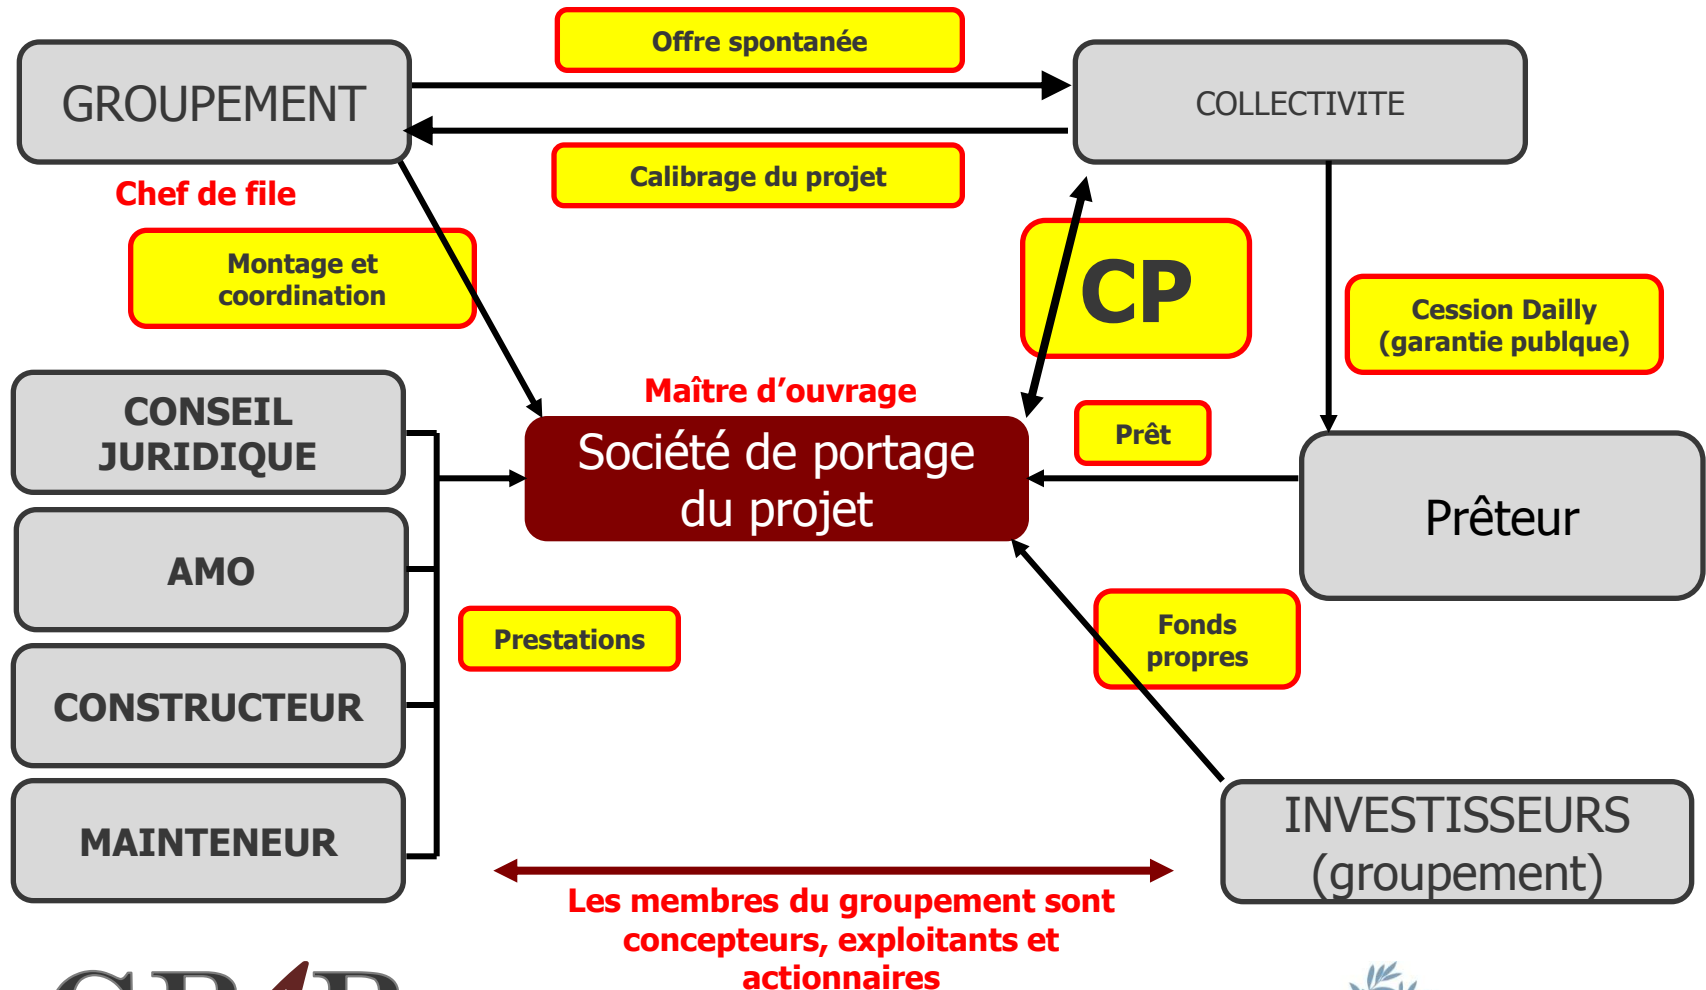 Offre spontanée
GROUPEMENT
COLLECTIVITE
Calibrage du projet
Chef de file
Montage et
coordination
CP
Cession Dailly
(garantie publque)
CONSEIL
JURIDIQUE
Maître d’ouvrage
Prêt
Société de portage
du projet
Prêteur
AMO
Prestations
Fonds
propres
CONSTRUCTEUR
MAINTENEUR
INVESTISSEURS
(groupement)
Les membres du groupement sont
concepteurs, exploitants et
actionnaires